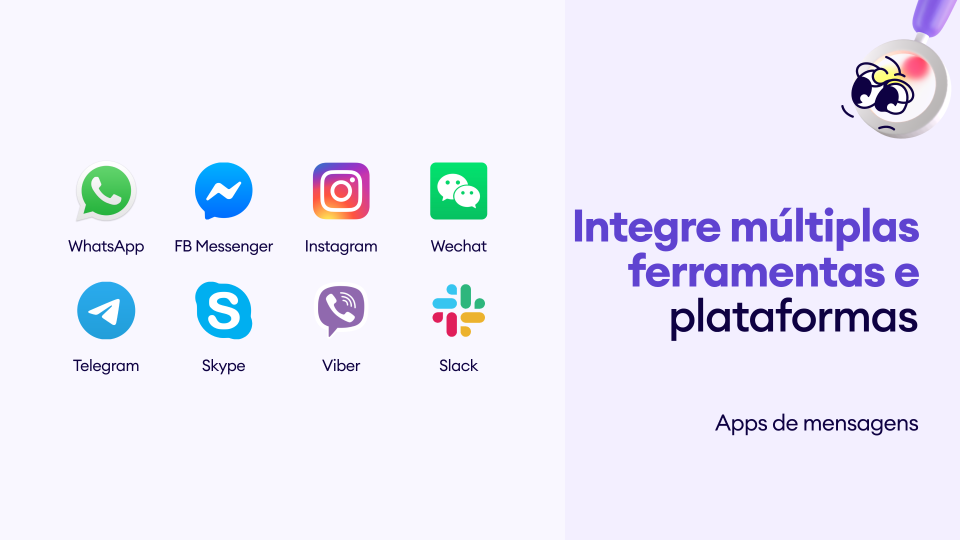 WhatsApp
FB Messenger
Instagram
Wechat
Telegram
Skype
Viber
Slack
Integre múltiplas
ferramentas e
plataformas
Apps de mensagens